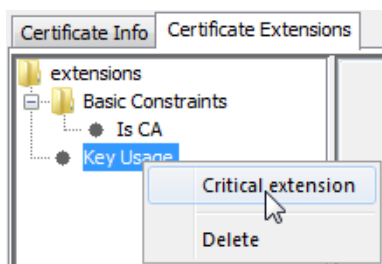 Certificate Info Certificate Extensions
extensions
Basic Constraints
Is CA
Key Usage
Critical extension
Delete